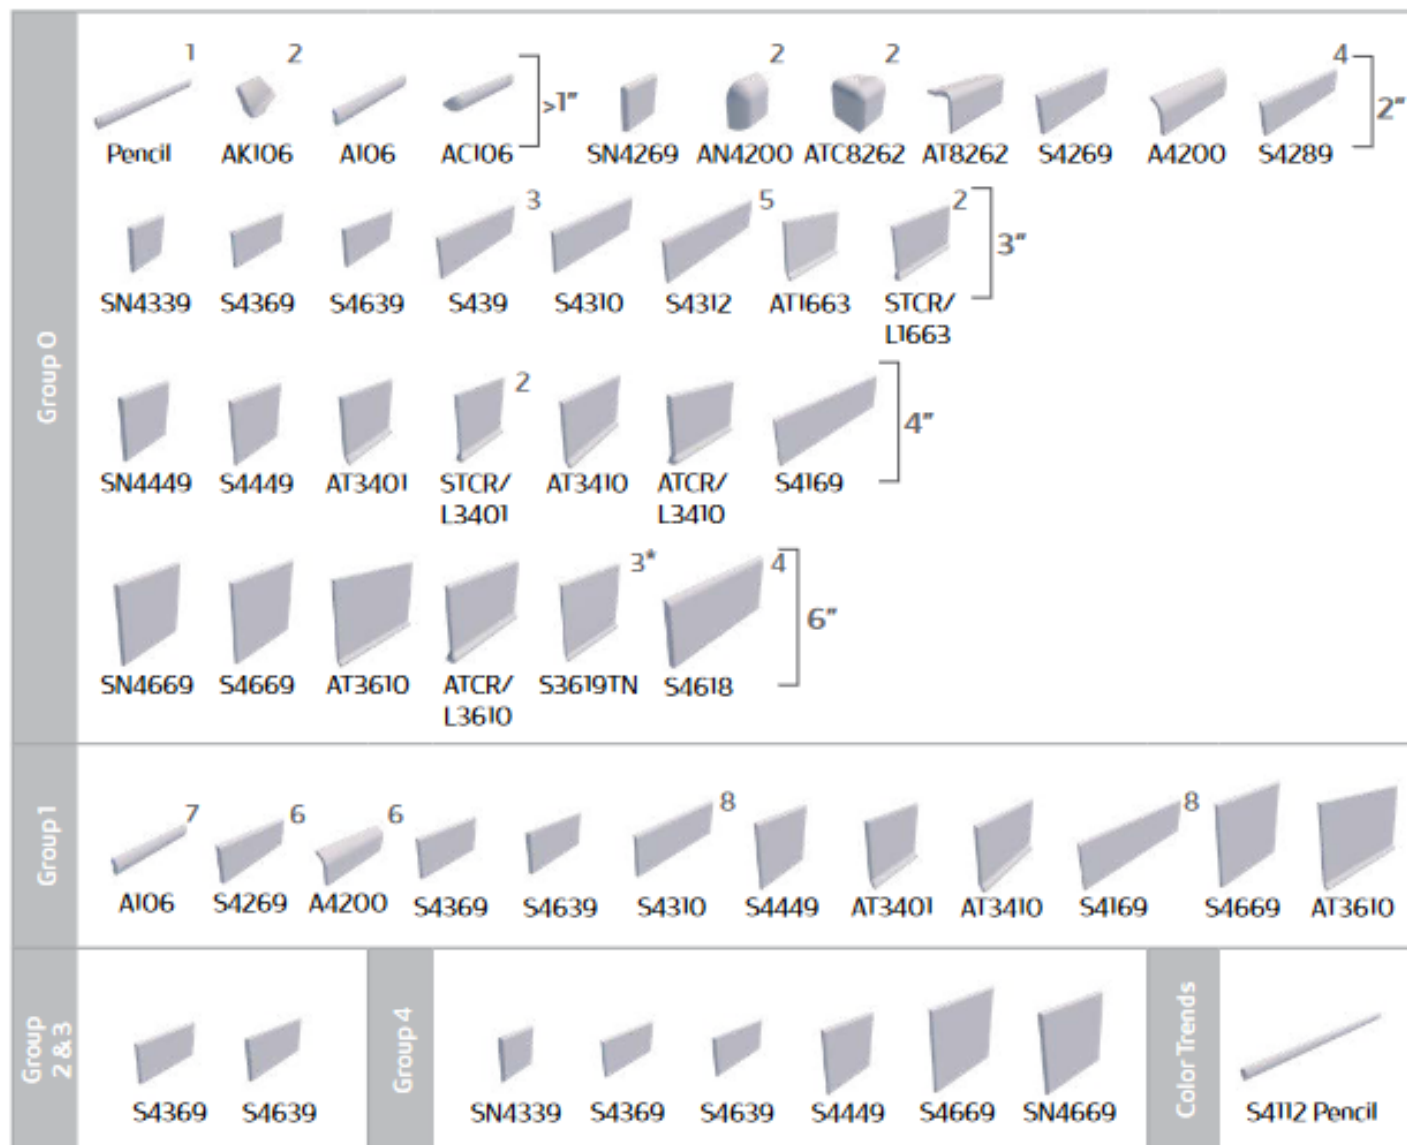 Group 0
1
2
2
2
4
>1”
2”
Pencil AK106 A106 AC106 SN4269 AN4200 ATC8262 AT8262 S4269 A4200 S4289
3
5
2
3”
SN4339 S4369 S4639 S439 S4310 S4312 AT1663 STCR/
L1663
2
4”
SN4449 S4449 AT3401 STCR/ AT3410 ATCR/ S4169
L3401 L3410
3*
4
6”
SN4669 S4669 AT3610 ATCR/ S3619TN S4618
L3610
Group 1
7
6
6
8
8
A106 S4269 A4200 S4369 S4639 S4310 S4449 AT3401 AT3410 S4169 S4669 AT3610
Group
2 & 3
S4369 S4639
Group 4
SN4339 S4369 S4639 S4449 S4669 SN4669
Color Trends
S4112 Pencil